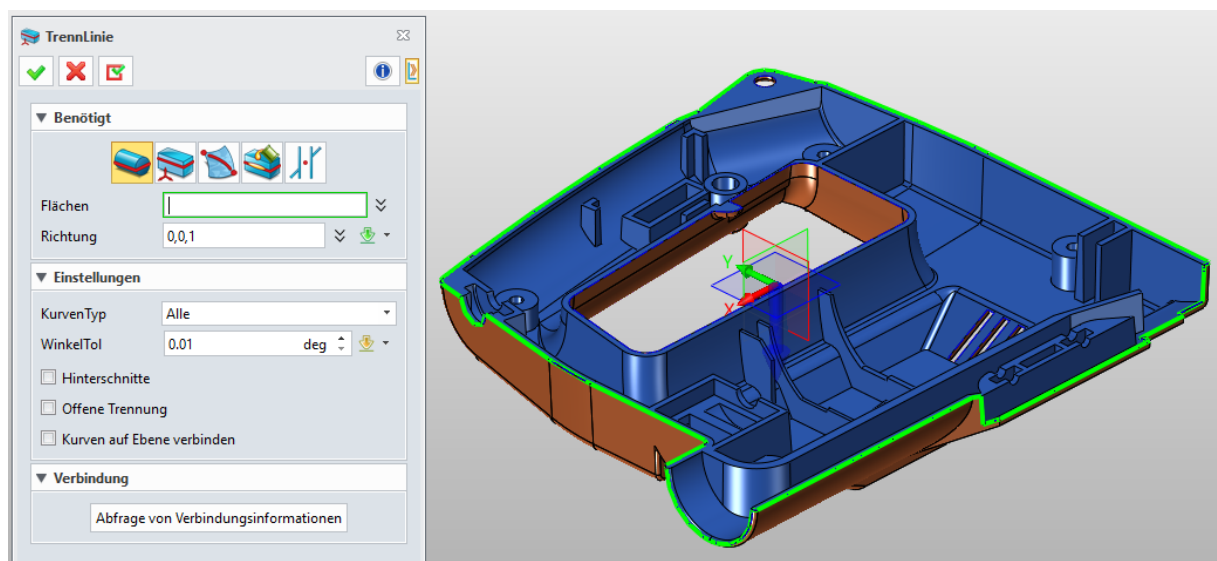 TrennLinie
Benötigt
Flächen
Richtung 0,0,1
Einstellungen
KurvenTyp Alle
WinkelTol 0.01 deg
Hinterschnitte
Offene Trennung
Kurven auf Ebene verbinden
Verbindung
Abfrage von Verbindungsinformationen
Y
X